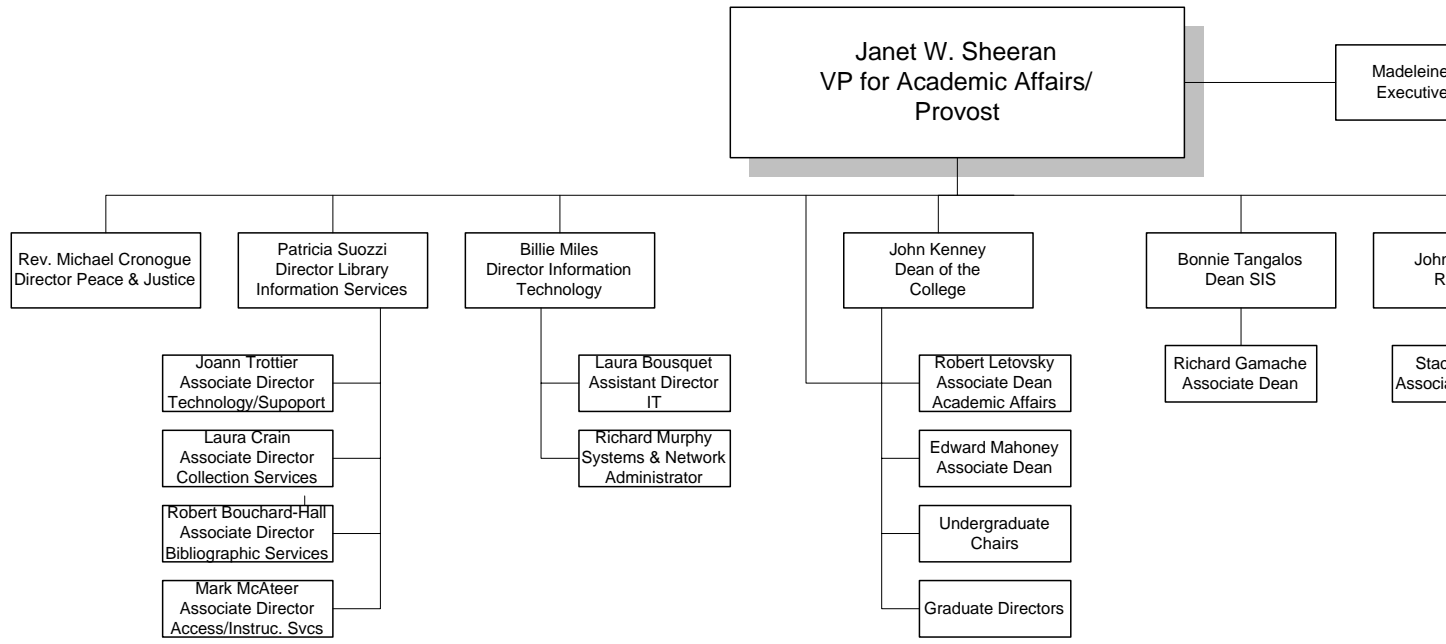 Janet W. Sheeran
VP for Academic Affairs/
Provost
Madeleine
Executive
Rev. Michael Cronogue
Director Peace & Justice
Patricia Suozzi
Director Library
Information Services
Billie Miles
Director Information
Technology
John Kenney
Dean of the
College
Bonnie Tangalos
Dean SIS
John
R
Joann Trottier
Associate Director
Technology/Supoport
Laura Crain
Associate Director
Collection Services
Robert Bouchard-Hall
Associate Director
Bibliographic Services
Mark McAteer
Associate Director
Access/Instruc. Svcs
Laura Bousquet
Assistant Director
IT
Richard Murphy
Systems & Network
Administrator
Robert Letovsky
Associate Dean
Academic Affairs
Edward Mahoney
Associate Dean
Undergraduate
Chairs
Graduate Directors
Richard Gamache
Associate Dean
Stac
Associa